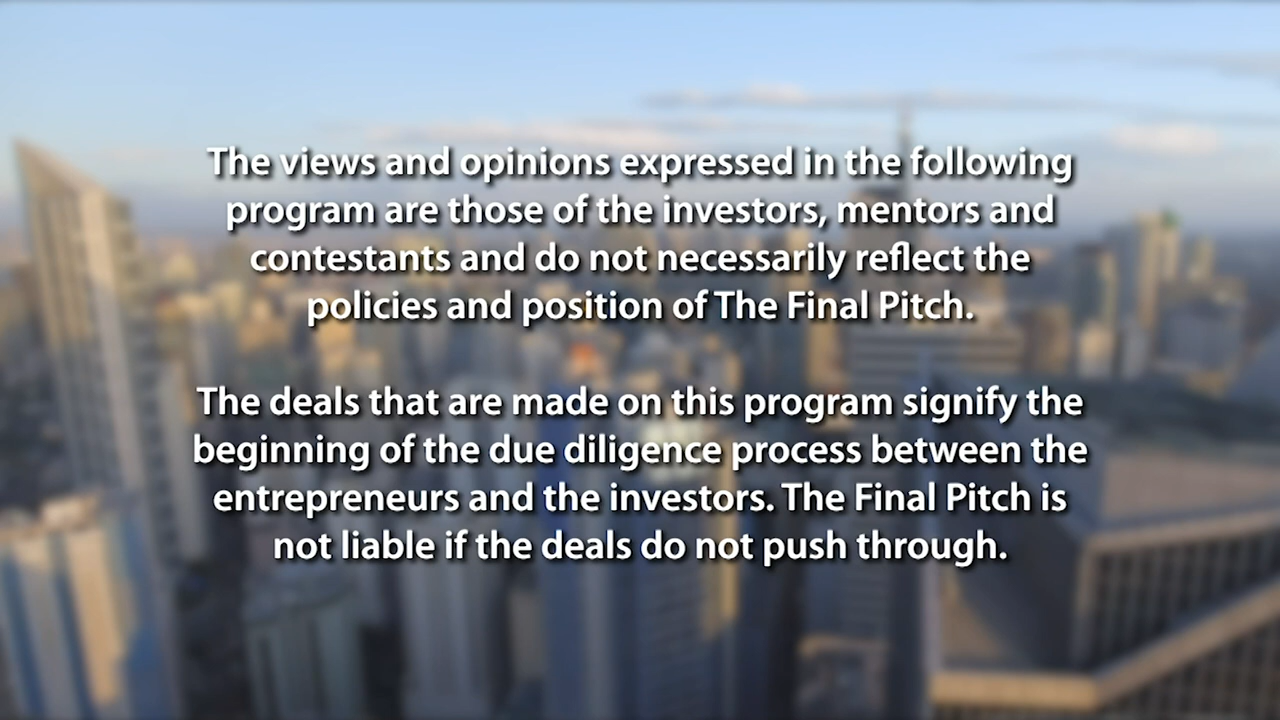 The views and opinions expressed in the following
program are those of the investors, mentors and
contestants and do not necessarily reflect the
policies and position of The Final Pitch.
The deals that are made on this program signify the
beginning of the due diligence process between the
entrepreneurs and the investors. The Final Pitch is
not liable if the deals do not push through.